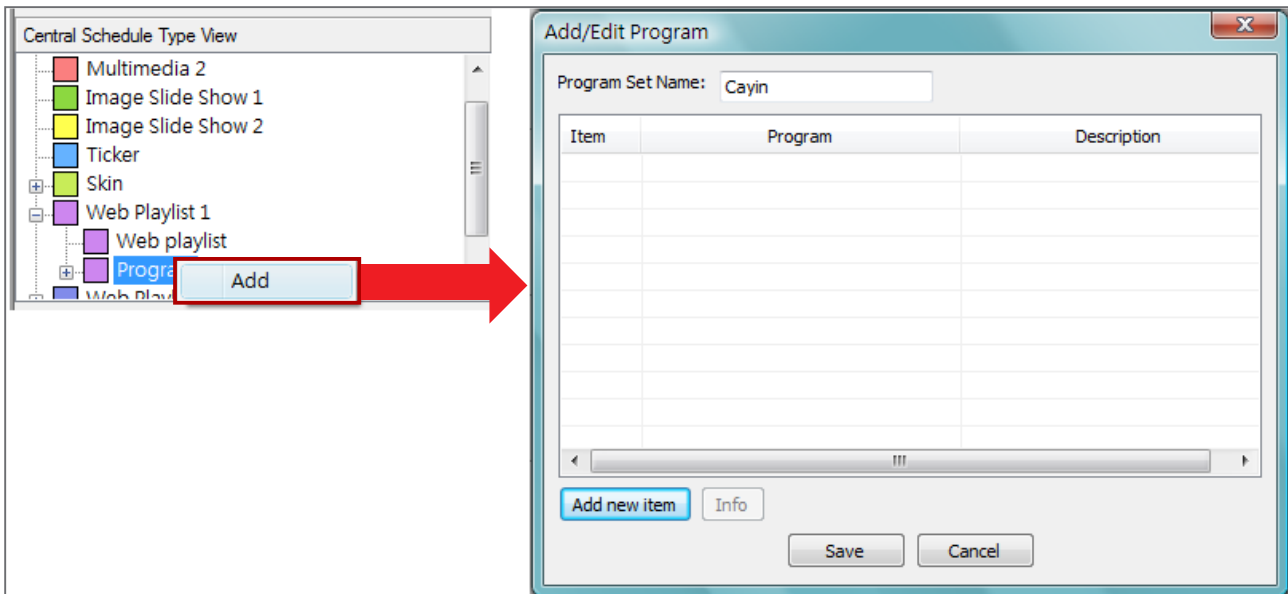 Central Schedule Type View
Multimedia 2
Image Slide Show 1
Image Slide Show 2
Ticker
Skin
Web Playlist 1
Web playlist
Add
Add/Edit Program
Program Set Name: Cayin
Item Program Description
Add new item Info
Save Cancel